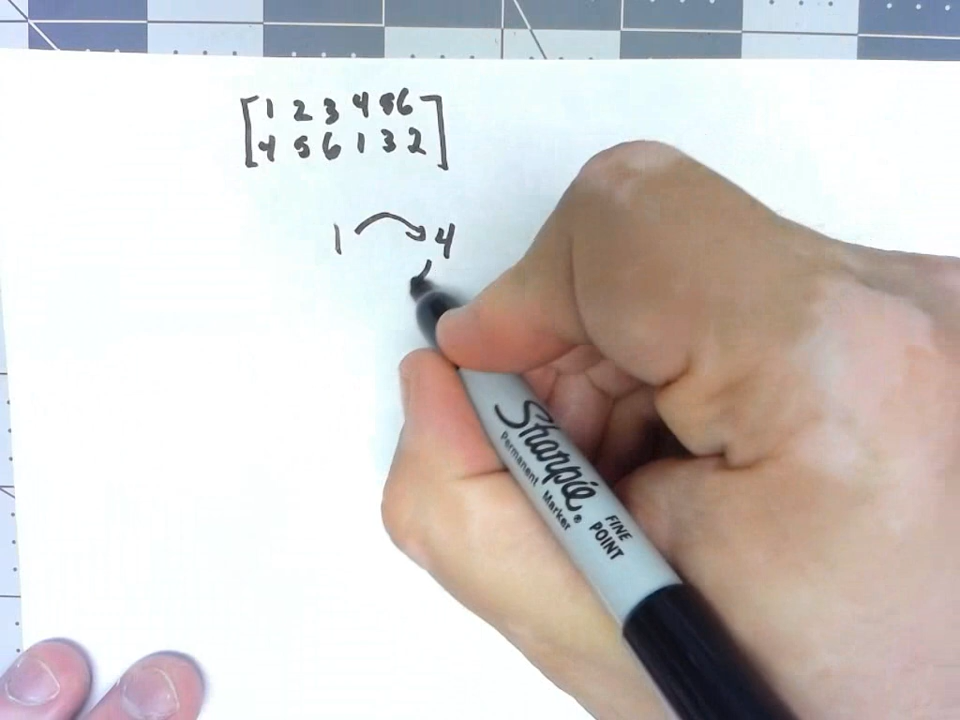 [1 2 3 4 5 6]
[4 5 6 1 3 2]
1 → 4
Sharpie.
Permanent Marker
FINE
POINT